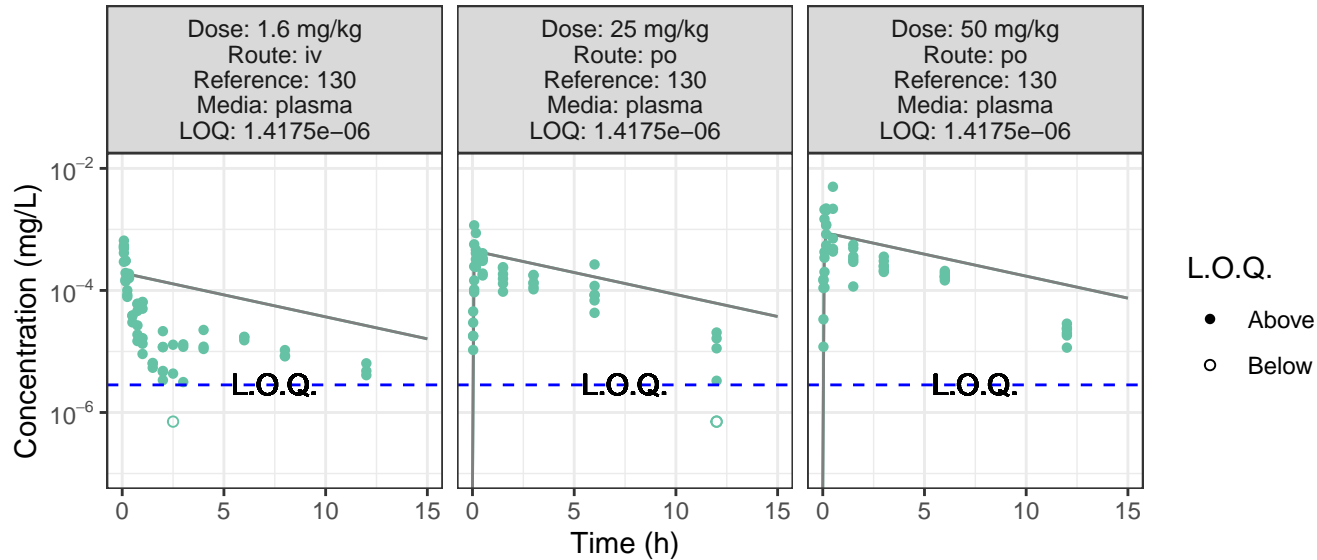 Dose: 1.6 mg/kg
Route: iv
Reference: 130
Media: plasma
LOQ: 1.4175e−06
Dose: 25 mg/kg
Route: po
Reference: 130
Media: plasma
LOQ: 1.4175e−06
Dose: 50 mg/kg
Route: po
Reference: 130
Media: plasma
LOQ: 1.4175e−06
Concentration (mg/L)
10⁻²
10⁻⁴
10⁻⁶
L.O.Q.
L.O.Q.
L.O.Q.
0 5 10 15
0 5 10 15
0 5 10 15
Time (h)
L.O.Q.
Above
Below